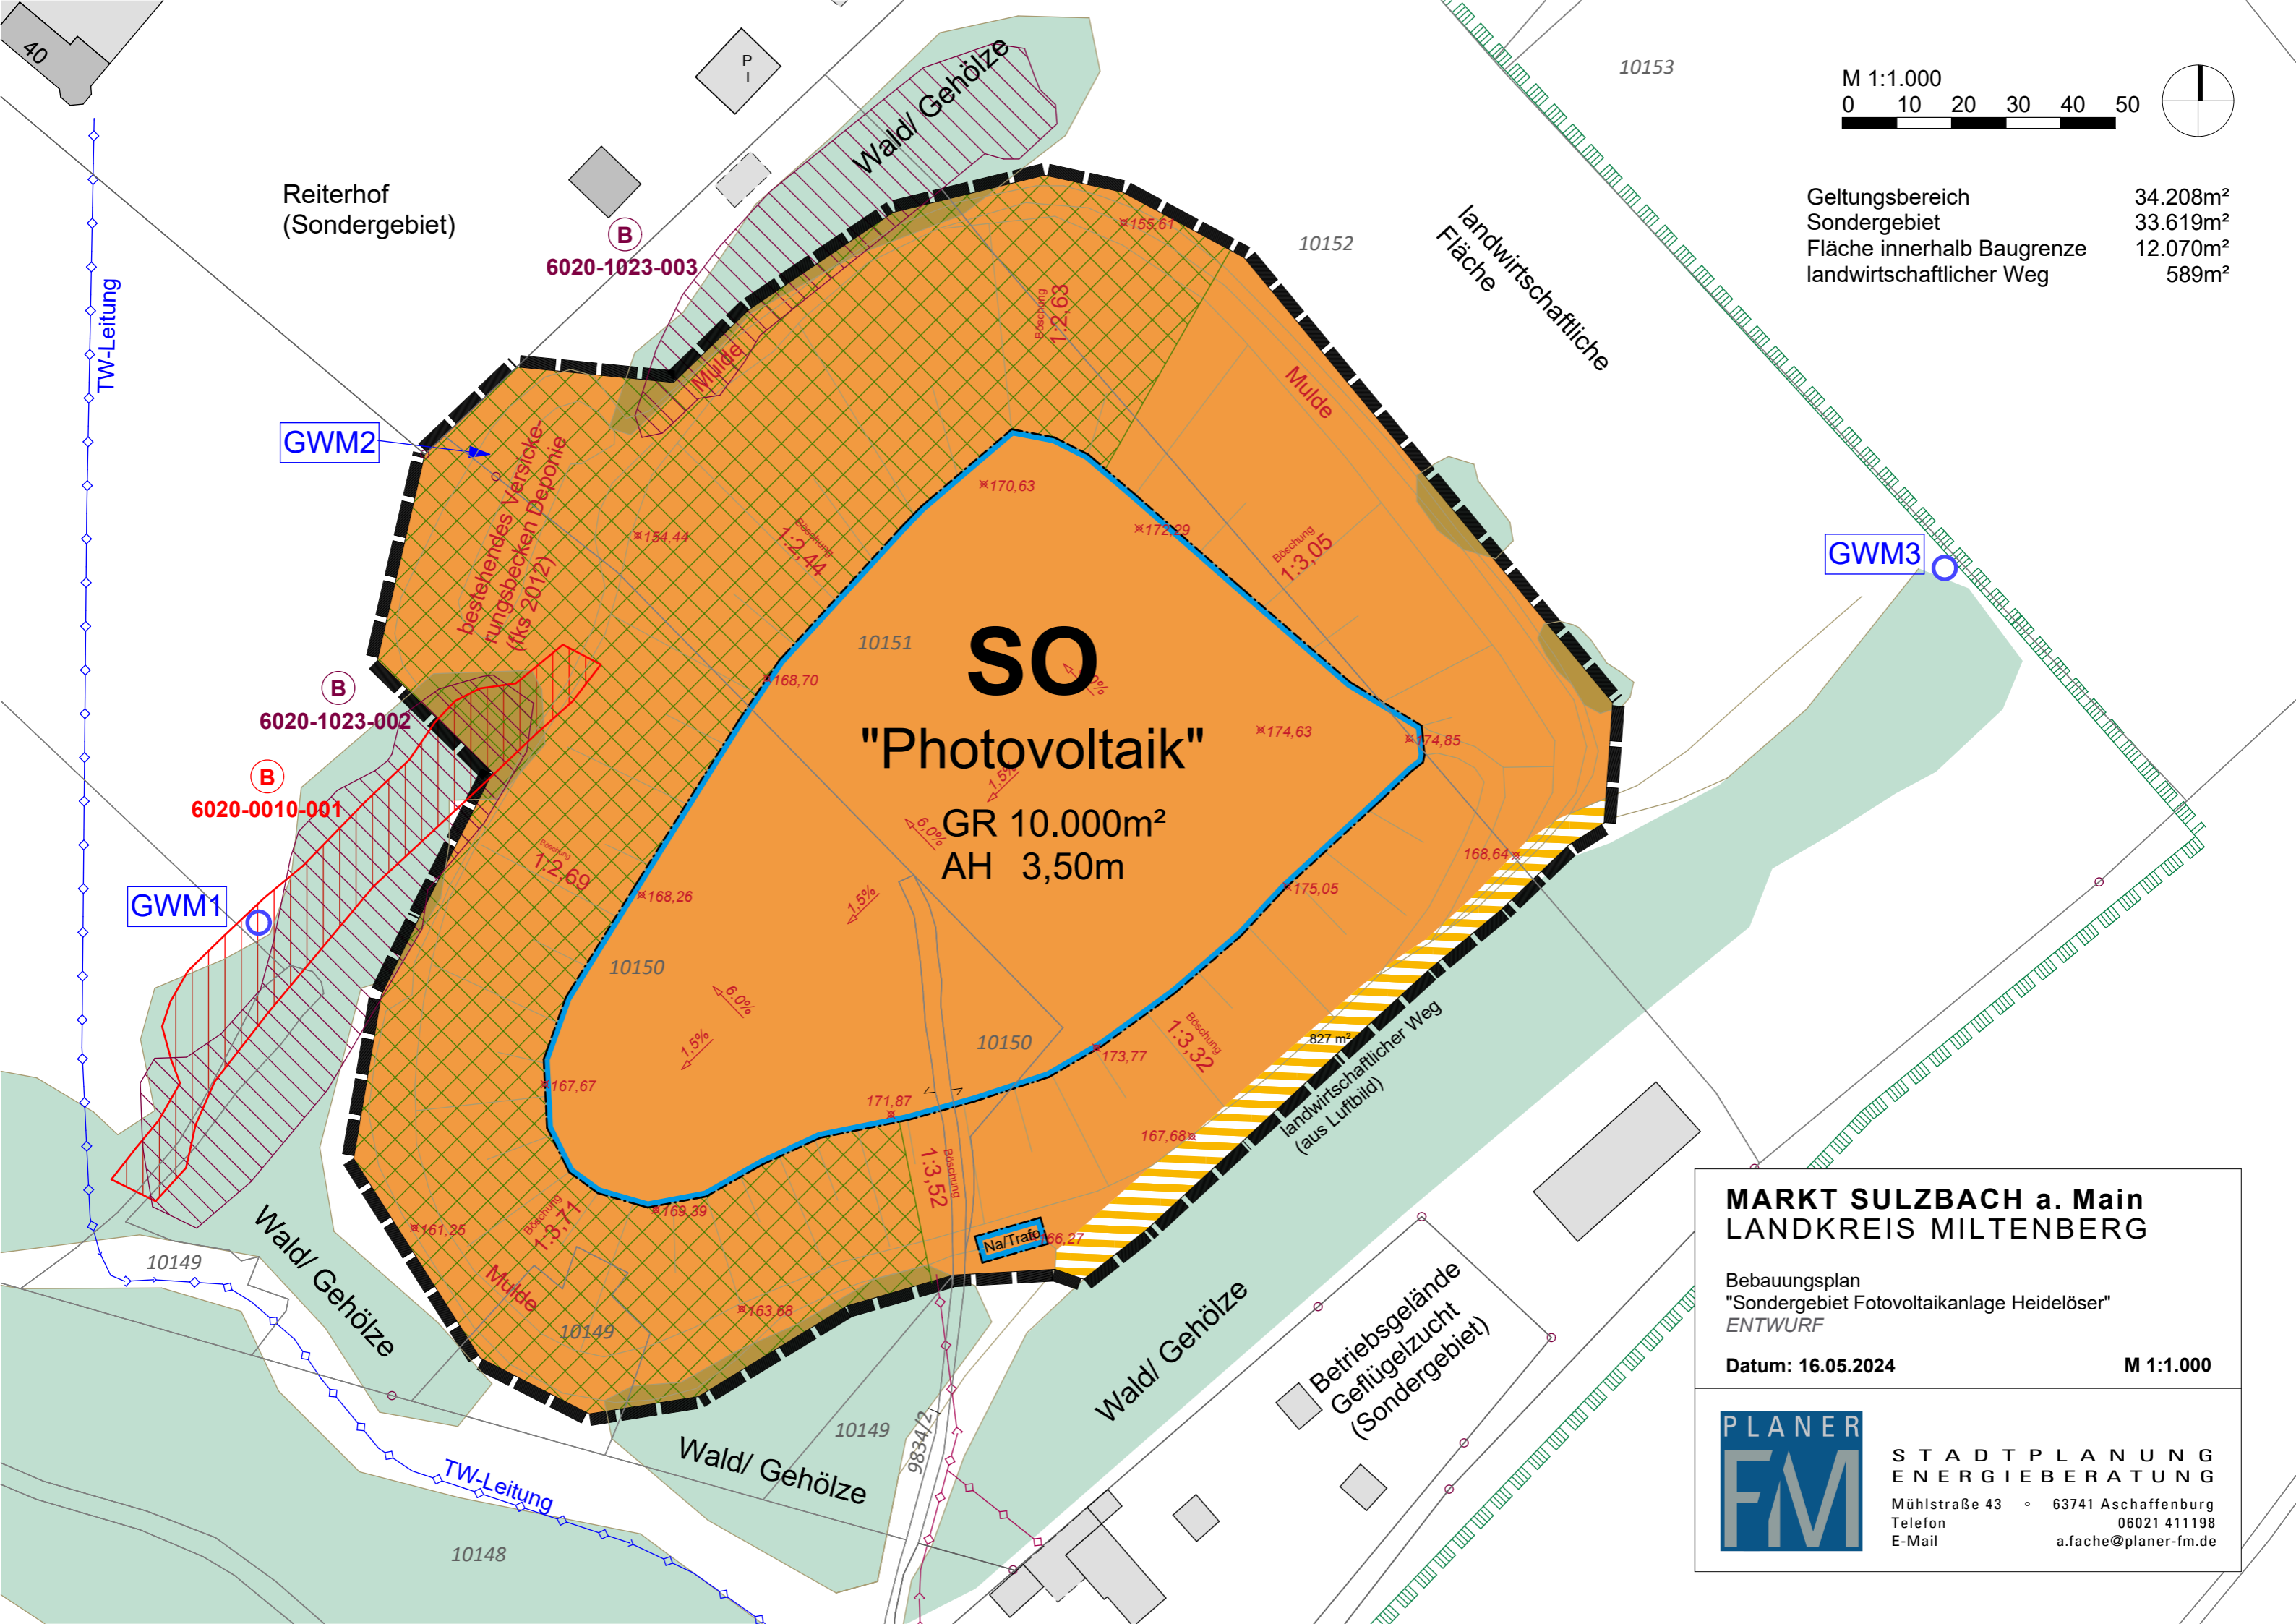 40
P
I
Wald/ Gehölze
10153
M 1:1.000
0 10 20 30 40 50
Geltungsbereich 34.208m²
Sondergebiet 33.619m²
Fläche innerhalb Baugrenze 12.070m²
landwirtschaftlicher Weg 589m²
Reiterhof
(Sondergebiet)
B
6020-1023-003
155,61
10152
landwirtschaftliche
Fläche
TW-Leitung
Böschung
1:2,63
Mulde
Mulde
GWM2
bestehendes Versicke-
rungsbecken Deponie
(fks 2012)
170,63
172,29
154,44
Böschung
1:2,44
Böschung
1:3,05
GWM3
10151
SO
"Photovoltaik"
GR 10.000m²
AH 3,50m
168,70
174,63
174,85
1,5%
6,0%
1,5%
B
6020-1023-002
B
6020-0010-001
Böschung
1:2,69
168,26
168,64
175,05
GWM1
10150
6,0%
1,5%
10150
173,77
Böschung
1:3,32
827 m²
landwirtschaftlicher Weg
(aus Luftbild)
167,67
171,87
167,68
Böschung
1:3,52
Böschung
1:3,71
169,39
161,25
Na/Trafo
166,27
Mulde
163,68
10149
10149
Wald/ Gehölze
10149
9834/2
Wald/ Gehölze
Wald/ Gehölze
Betriebsgelände
Geflügelzucht
(Sondergebiet)
TW-Leitung
10148
MARKT SULZBACH a. Main
LANDKREIS MILTENBERG
Bebauungsplan
"Sondergebiet Fotovoltaikanlage Heidelöser"
ENTWURF
Datum: 16.05.2024 M 1:1.000
PLANER
FM
STADTPLANUNG
ENERGIEBERATUNG
Mühlstraße 43 ° 63741 Aschaffenburg
Telefon 06021 411198
E-Mail a.fache@planer-fm.de